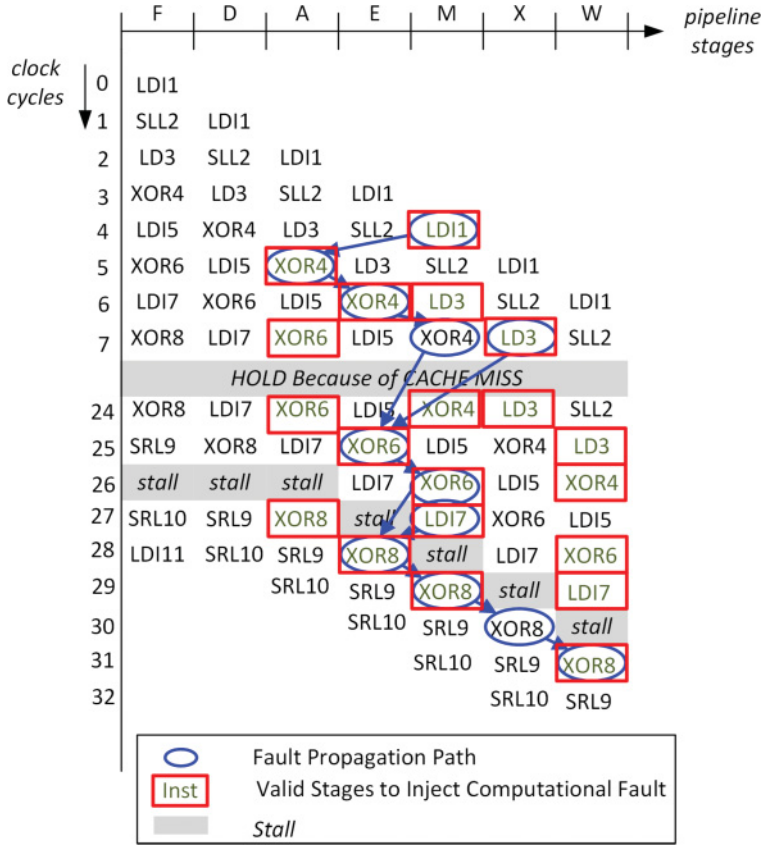 F D A E M X W
pipeline stages
clock cycles
0 LDI1
1 SLL2 LDI1
2 LD3 SLL2 LDI1
3 XOR4 LD3 SLL2 LDI1
4 LDI5 XOR4 LD3 SLL2 LDI1
5 XOR6 LDI5 XOR4 LD3 SLL2 LDI1
6 LDI7 XOR6 LDI5 XOR4 LD3 SLL2 LDI1
7 XOR8 LDI7 XOR6 LDI5 XOR4 LD3 SLL2
HOLD Because of CACHE MISS
24 XOR8 LDI7 XOR6 LDI5 XOR4 LD3 SLL2
25 SRL9 XOR8 LDI7 XOR6 LDI5 XOR4 LD3
26 stall stall stall LDI7 XOR6 LDI5 XOR4
27 SRL10 SRL9 XOR8 stall LDI7 XOR6 LDI5
28 LDI11 SRL10 SRL9 XOR8 stall LDI7 XOR6
29 SRL10 SRL9 XOR8 stall LDI7
30 SRL10 SRL9 XOR8 stall
31 SRL10 SRL9 XOR8
32 SRL10 SRL9
Fault Propagation Path
Inst Valid Stages to Inject Computational Fault
Stall